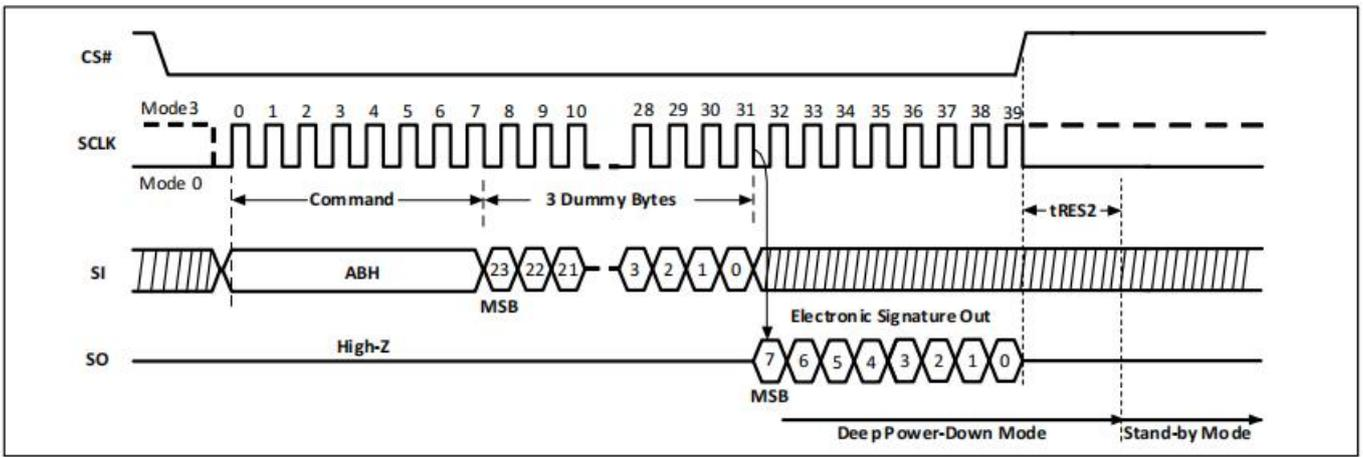 CS#
Mode3 0 1 2 3 4 5 6 7 8 9 10 28 29 30 31 32 33 34 35 36 37 38 39
SCLK
Mode 0
Command 3 Dummy Bytes
tRES2
SI ABH 23 22 21 3 2 1 0
MSB
Electronic Signature Out
High-Z
SO 7 6 5 4 3 2 1 0
MSB
Deep Power-Down Mode Stand-by Mode